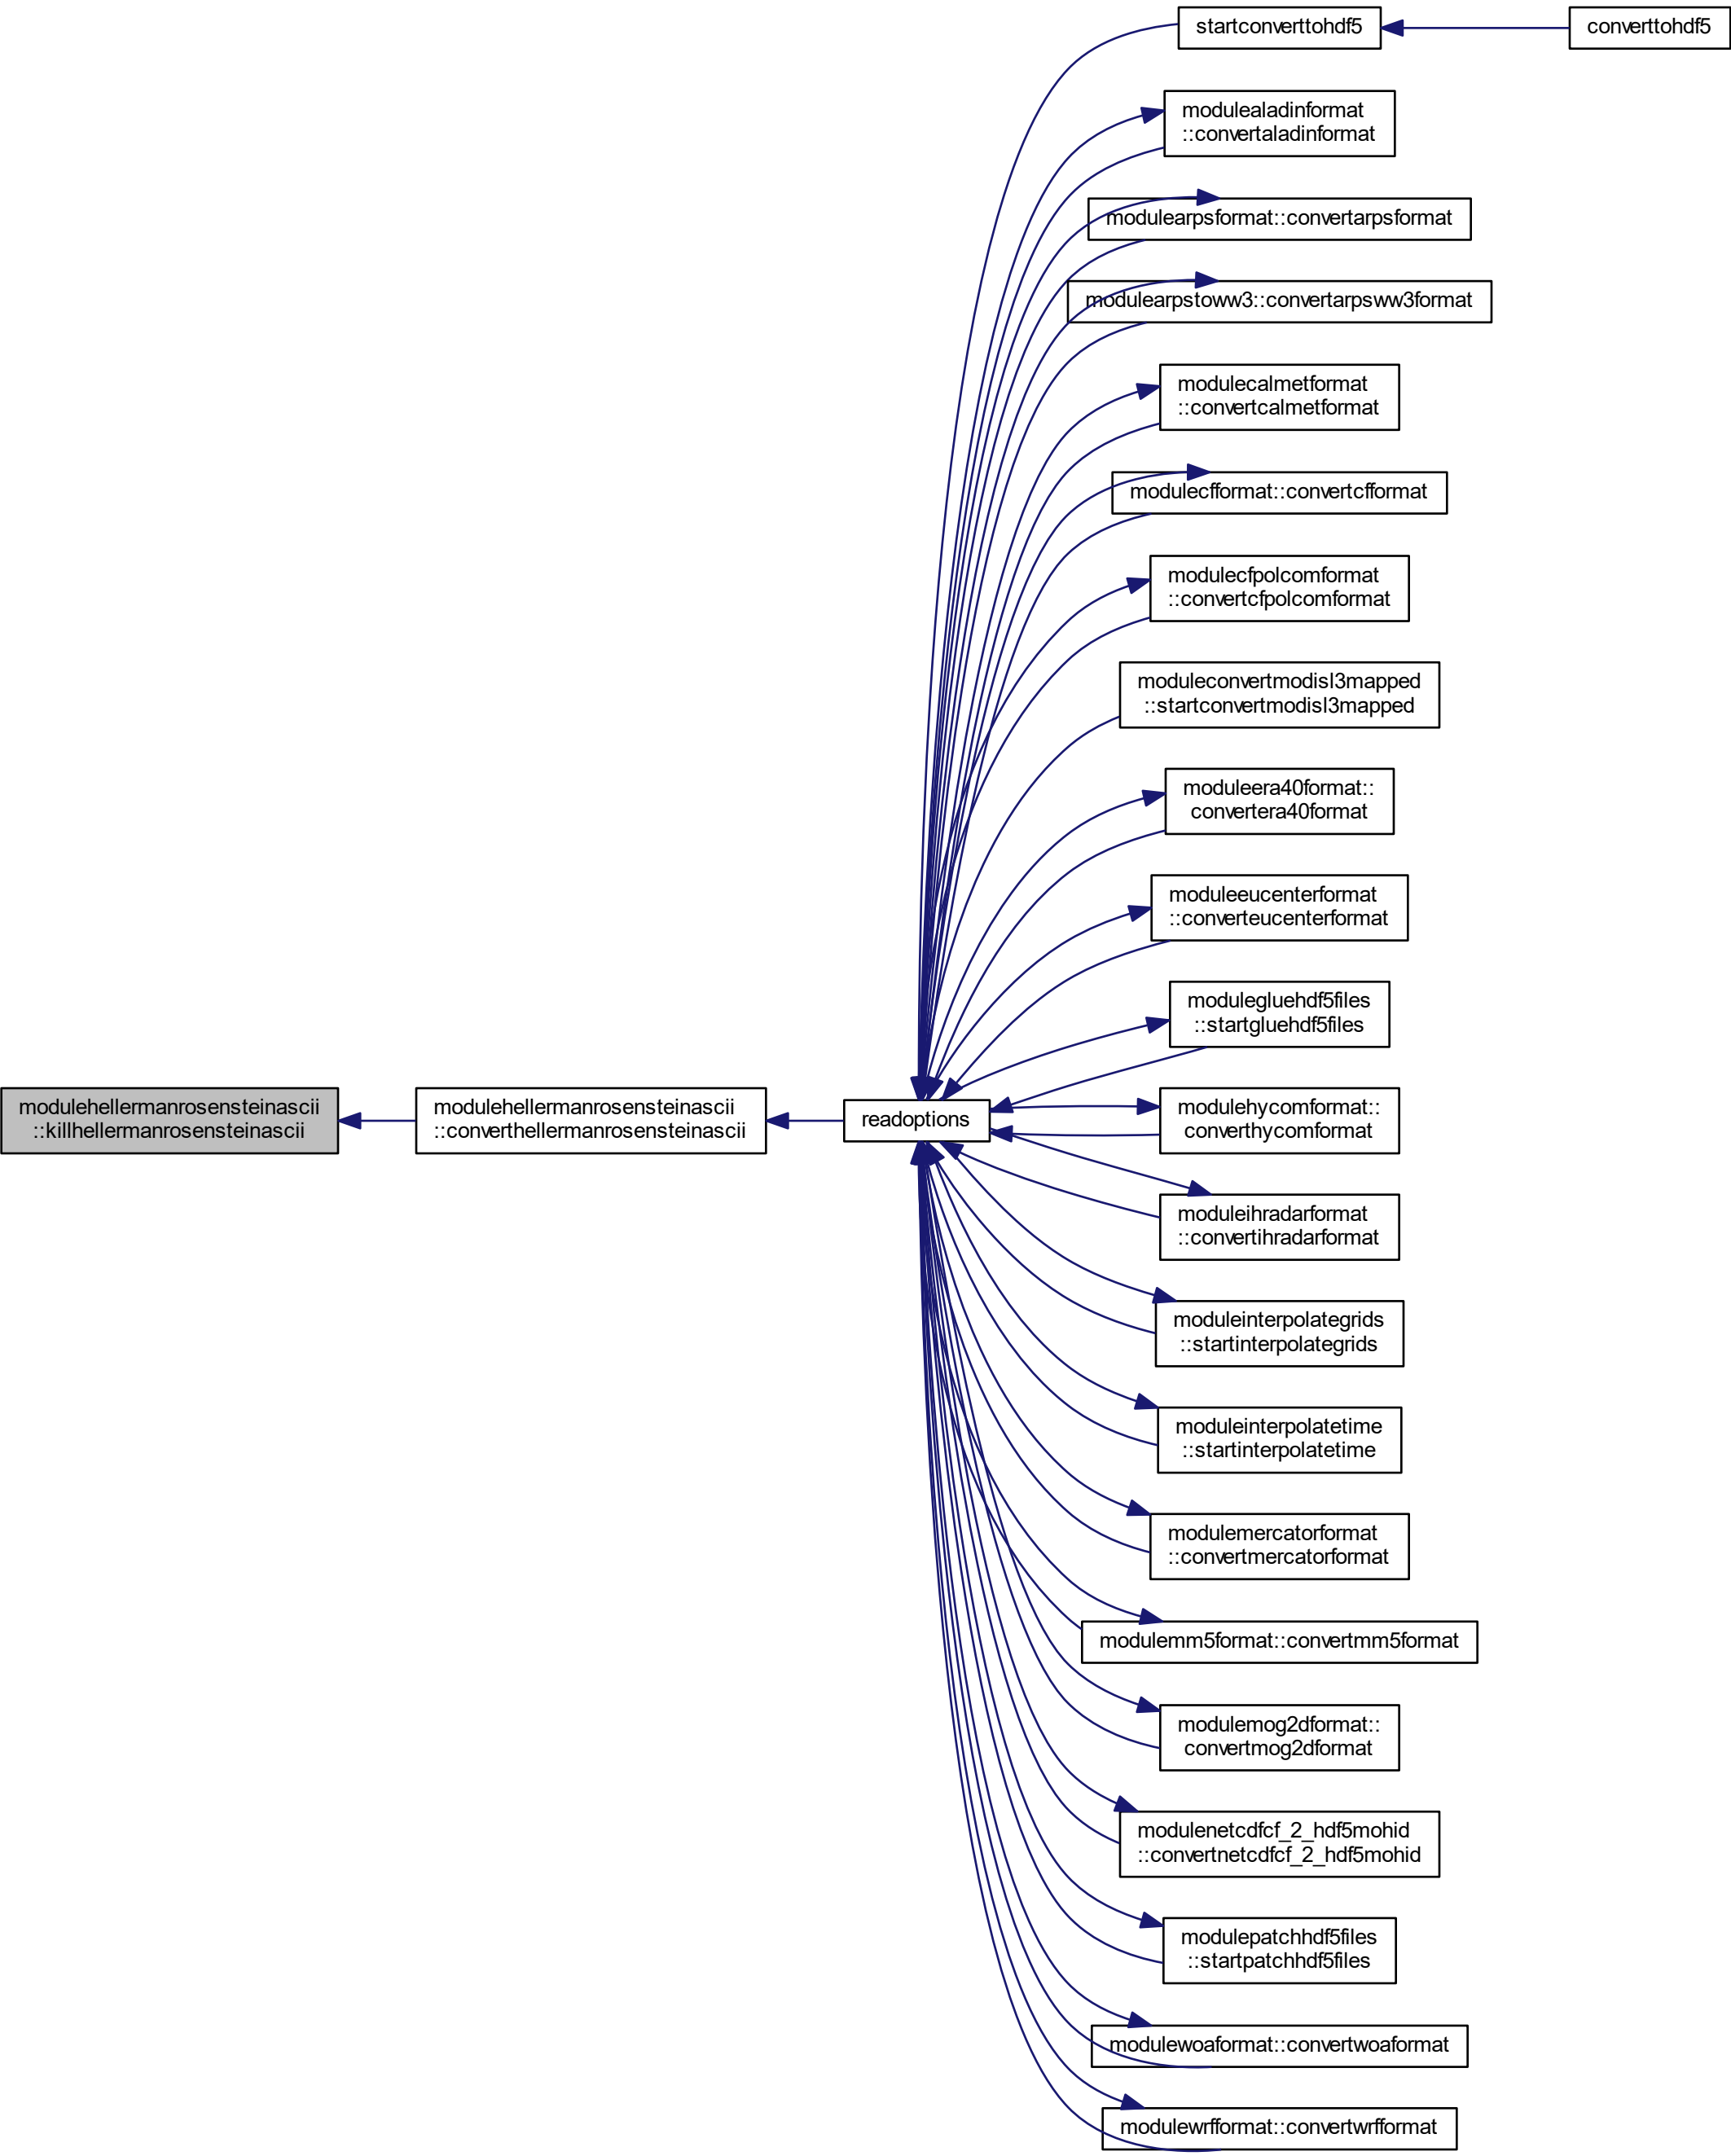 startconverttohdf5
converttohdf5
modulealadinformat
::convertaladinformat
modulearpsformat::convertarpsformat
modulearpstoww3::convertarpsww3format
modulecalmetformat
::convertcalmetformat
modulecfformat::convertcfformat
modulecfpolcomformat
::convertcfpolcomformat
moduleconvertmodisl3mapped
::startconvertmodisl3mapped
moduleera40format::
convertera40format
moduleeucenterformat
::converteucenterformat
modulegluehdf5files
::startgluehdf5files
modulehellermanrosensteinascii
::killhellermanrosensteinascii
modulehellermanrosensteinascii
::converthellermanrosensteinascii
readoptions
modulehycomformat::
converthycomformat
moduleihradarformat
::convertihradarformat
moduleinterpolategrids
::startinterpolategrids
moduleinterpolatetime
::startinterpolatetime
modulemercatorformat
::convertmercatorformat
modulemm5format::convertmm5format
modulemog2dformat::
convertmog2dformat
modulenetcdfcf_2_hdf5mohid
::convertnetcdfcf_2_hdf5mohid
modulepatchhdf5files
::startpatchhdf5files
modulewoaformat::convertwoaformat
modulewrfformat::convertwrfformat